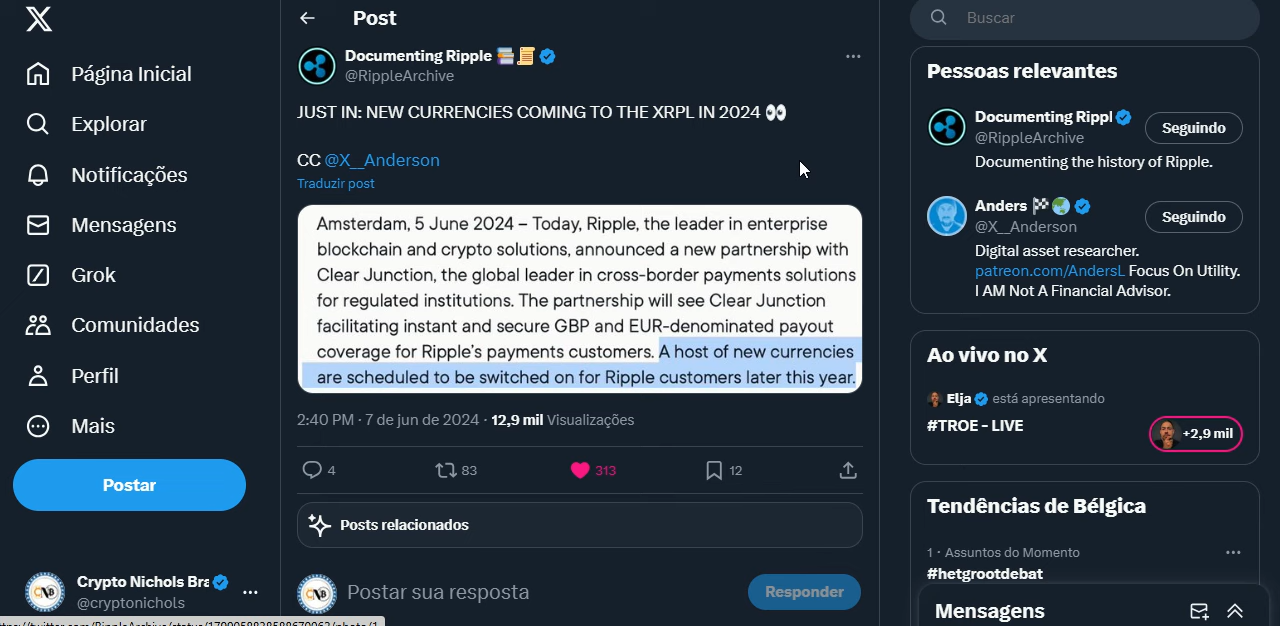 Página Inicial
Explorar
Notificações
Mensagens
Grok
Comunidades
Perfil
Mais
Postar
Crypto Nichols Bra
@cryptonichols
Post
Documenting Ripple
@RippleArchive
JUST IN: NEW CURRENCIES COMING TO THE XRPL IN 2024 👀
CC @X__Anderson
Traduzir post
Amsterdam, 5 June 2024 – Today, Ripple, the leader in enterprise
blockchain and crypto solutions, announced a new partnership with
Clear Junction, the global leader in cross-border payments solutions
for regulated institutions. The partnership will see Clear Junction
facilitating instant and secure GBP and EUR-denominated payout
coverage for Ripple's payments customers. A host of new currencies
are scheduled to be switched on for Ripple customers later this year.
2:40 PM · 7 de jun de 2024 · 12,9 mil Visualizações
4 83 313 12
Posts relacionados
CNB
Postar sua resposta
Responder
Buscar
Pessoas relevantes
Documenting Rippl
@RippleArchive
Seguindo
Documenting the history of Ripple.
Anders
@X__Anderson
Seguindo
Digital asset researcher.
patreon.com/AndersL Focus On Utility.
I AM Not A Financial Advisor.
Ao vivo no X
Elja está apresentando
#TROE - LIVE
+2,9 mil
Tendências de Bélgica
1 · Assuntos do Momento
#hetgrootdebat
Mensagens